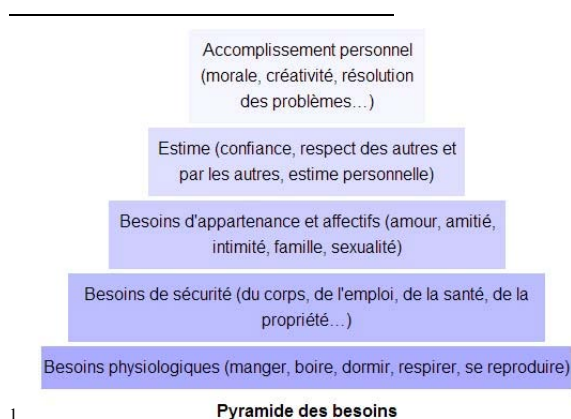 Accomplissement personnel
(morale, créativité, résolution
des problèmes…)
Estime (confiance, respect des autres et
par les autres, estime personnelle)
Besoins d'appartenance et affectifs (amour, amitié,
intimité, famille, sexualité)
Besoins de sécurité (du corps, de l'emploi, de la santé, de la
propriété…)
Besoins physiologiques (manger, boire, dormir, respirer, se reproduire)
1 Pyramide des besoins